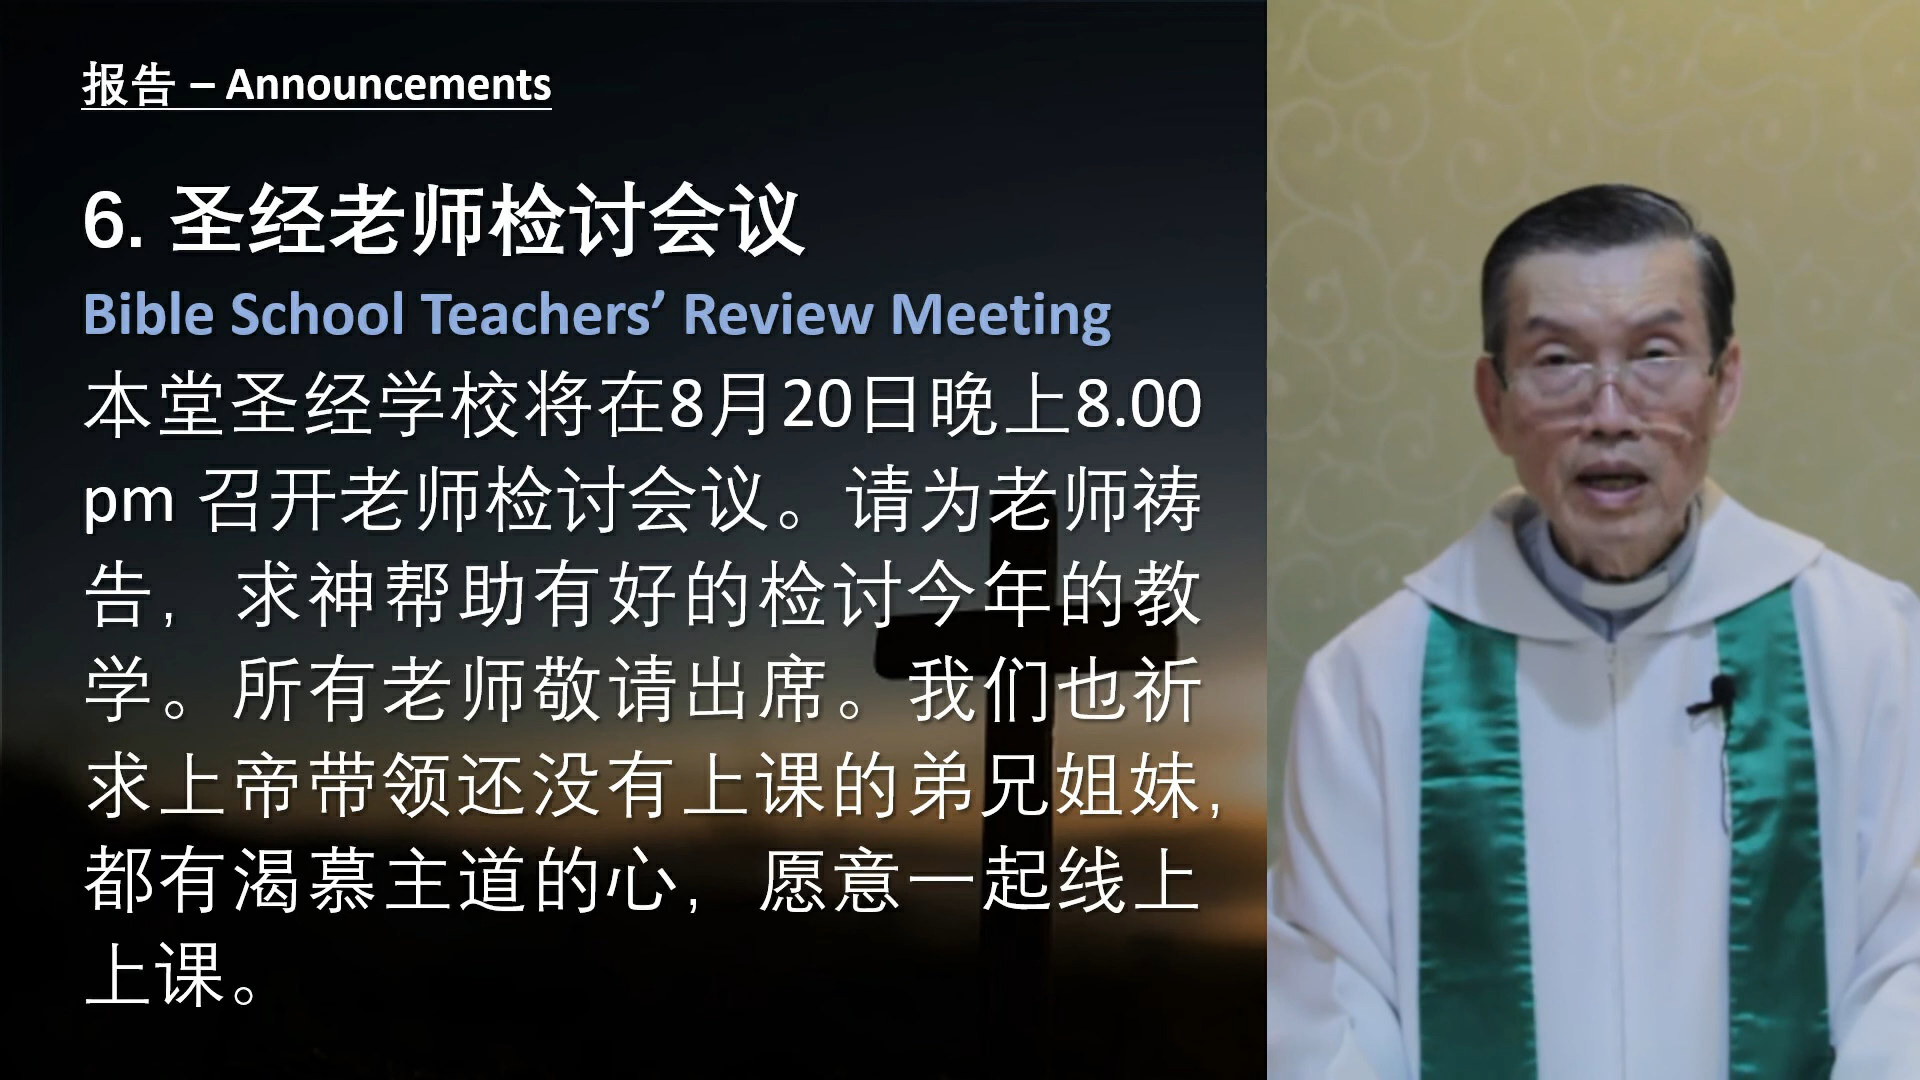 报告 – Announcements
6. 圣经老师检讨会议
Bible School Teachers’ Review Meeting
本堂圣经学校将在8月20日晚上8.00
pm 召开老师检讨会议。请为老师祷
告, 求神帮助有好的检讨今年的教
学。所有老师敬请出席。我们也祈
求上帝带领还没有上课的弟兄姐妹,
都有渴慕主道的心, 愿意一起线上
上课。